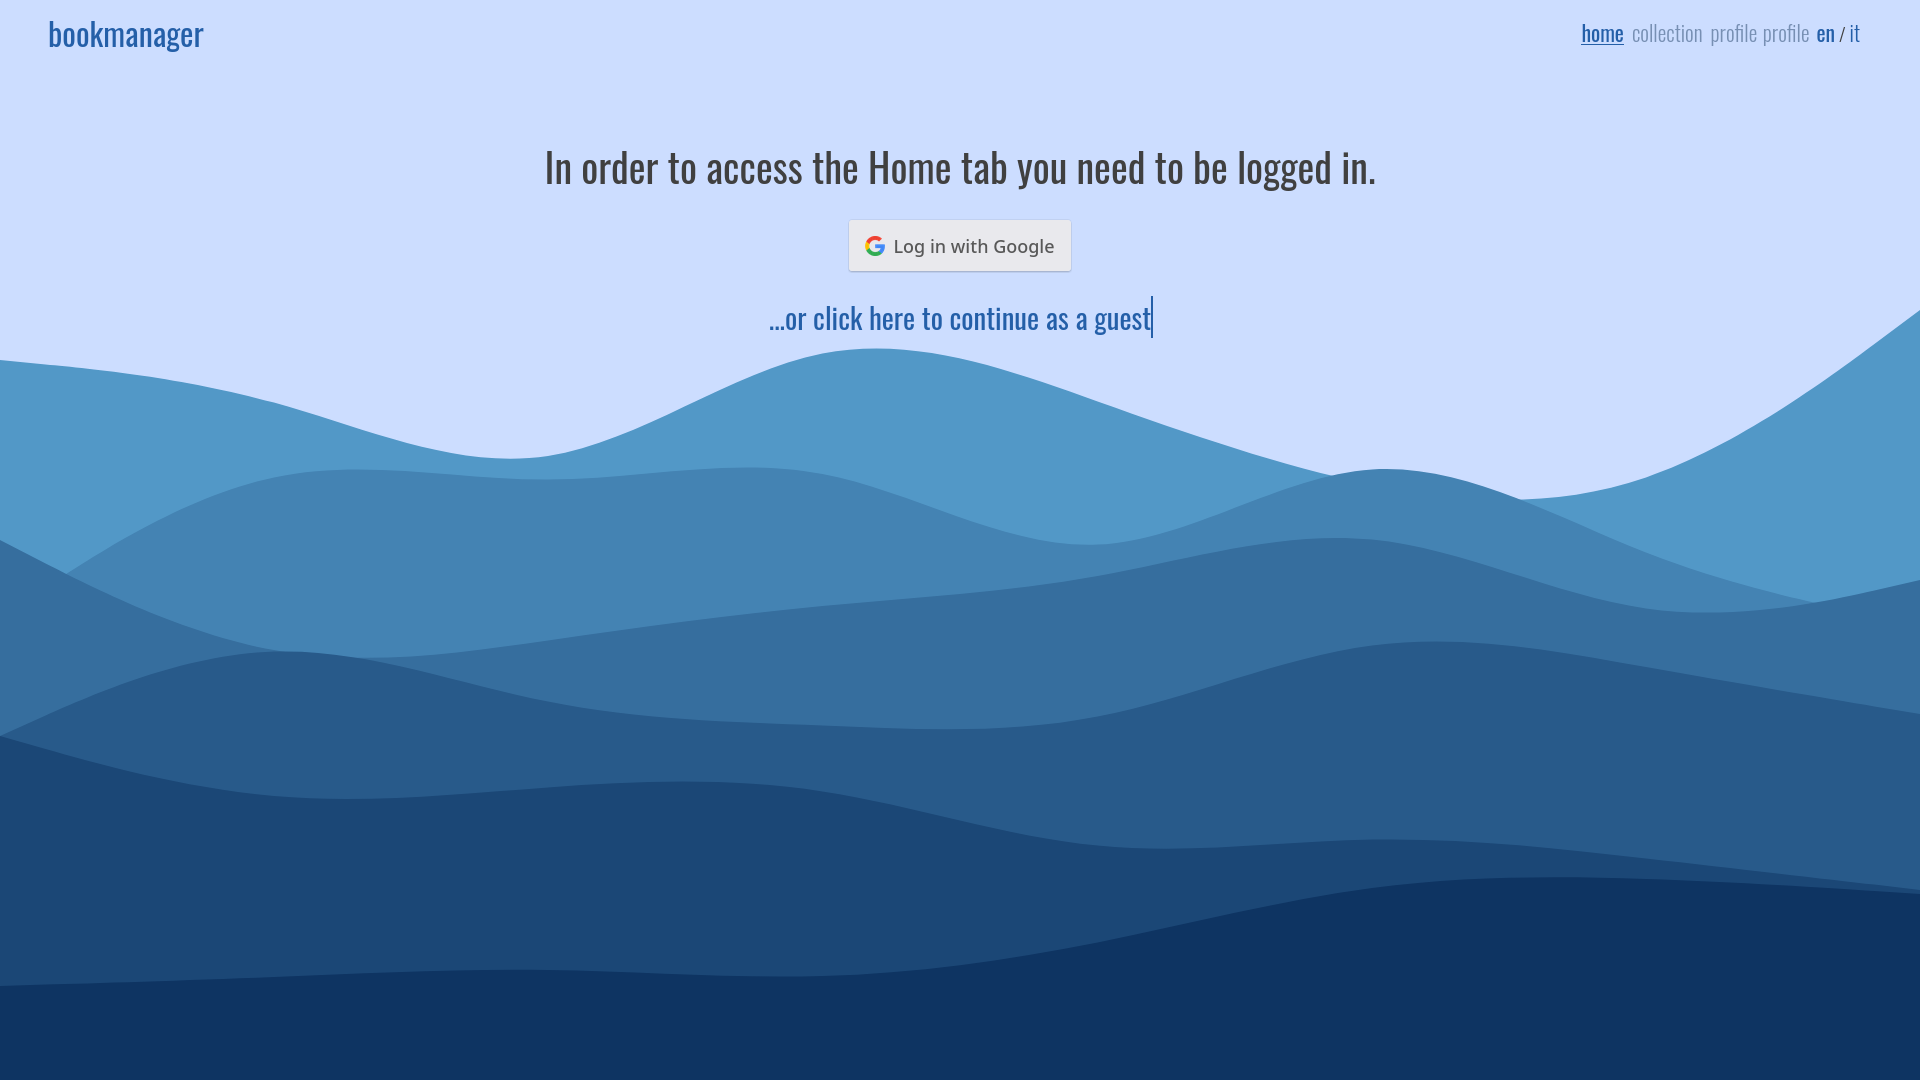 bookmanager
home collection profile profile en / it
In order to access the Home tab you need to be logged in.
Log in with Google
...or click here to continue as a guest